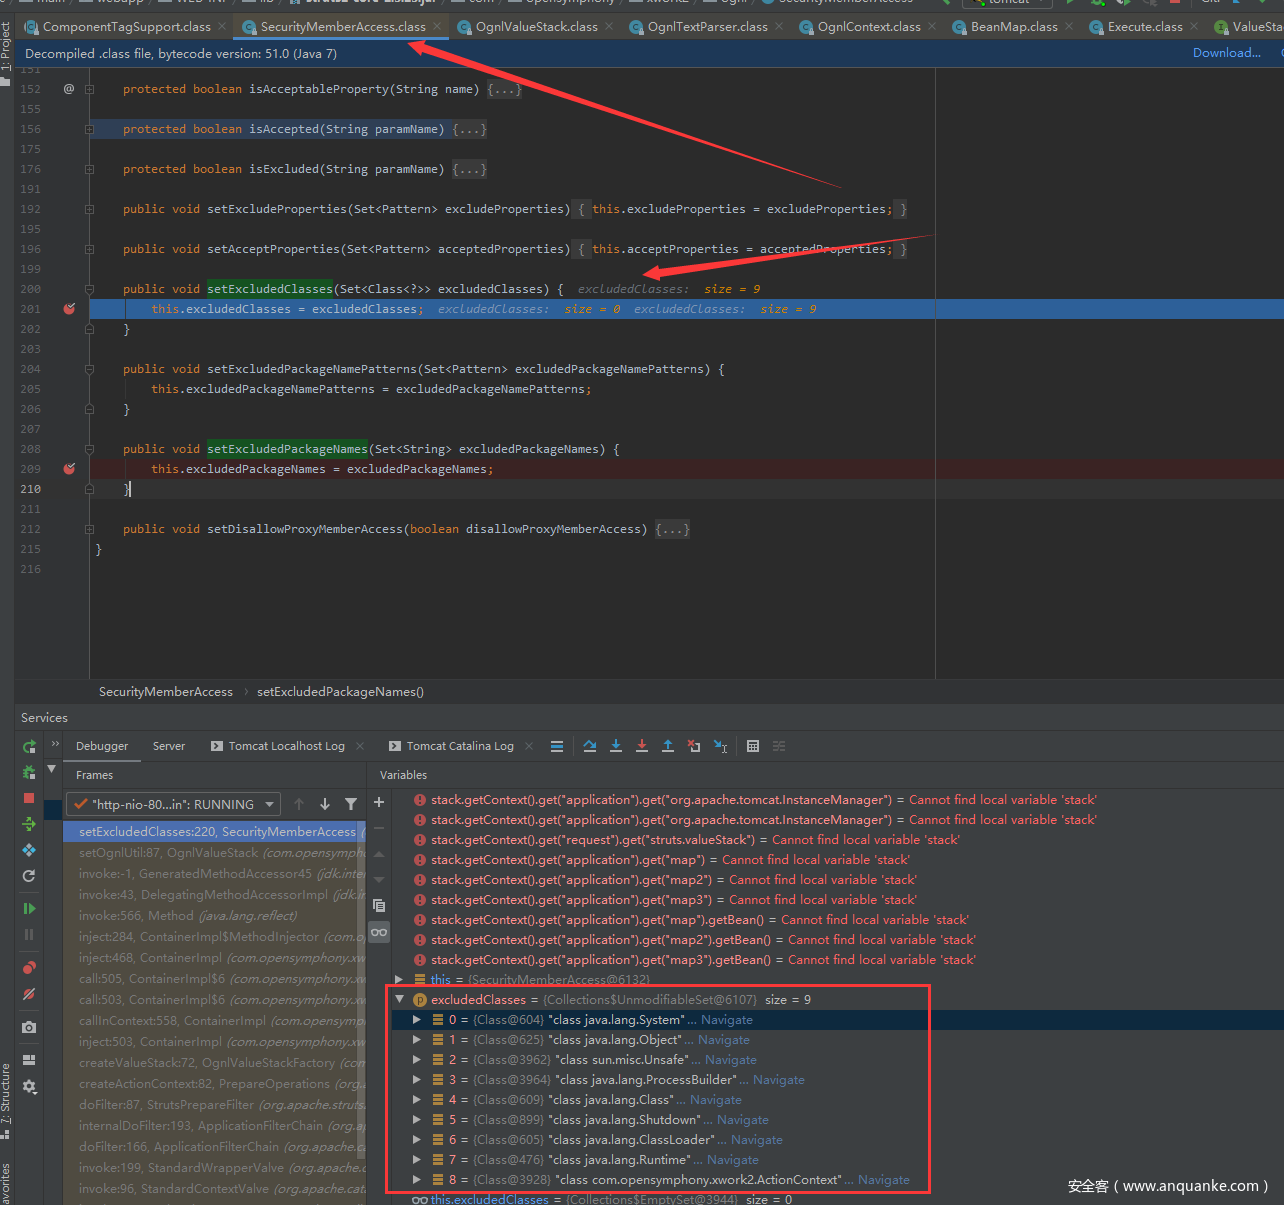 ComponentTagSupport.class SecurityMemberAccess.class OgnlValueStack.class OgnlTextParser.class OgnlContext.class BeanMap.class Execute.class ValueSta
Decompiled .class file, bytecode version: 51.0 (Java 7) Download...
1: Project
151
152 @ protected boolean isAcceptableProperty(String name) {...}
155
156 protected boolean isAccepted(String paramName) {...}
175
176 protected boolean isExcluded(String paramName) {...}
191
192 public void setExcludeProperties(Set<Pattern> excludeProperties) { this.excludeProperties = excludeProperties; }
195
196 public void setAcceptProperties(Set<Pattern> acceptedProperties) { this.acceptProperties = acceptedProperties; }
199
200 public void setExcludedClasses(Set<Class<?>> excludedClasses) { excludedClasses: size = 9
201 this.excludedClasses = excludedClasses; excludedClasses: size = 0 excludedClasses: size = 9
202 }
203
204 public void setExcludedPackageNamePatterns(Set<Pattern> excludedPackageNamePatterns) {
205 this.excludedPackageNamePatterns = excludedPackageNamePatterns;
206 }
207
208 public void setExcludedPackageNames(Set<String> excludedPackageNames) {
209 this.excludedPackageNames = excludedPackageNames;
210 }
211
212 public void setDisallowProxyMemberAccess(boolean disallowProxyMemberAccess) {...}
215 }
216
SecurityMemberAccess › setExcludedPackageNames()
Services
Debugger Server Tomcat Localhost Log Tomcat Catalina Log
Frames
"http-nio-80...in": RUNNING
setExcludedClasses:220, SecurityMemberAccess
setOgnlUtil:87, OgnlValueStack (com.opensymph
invoke:-1, GeneratedMethodAccessor45 (jdk.inte
invoke:43, DelegatingMethodAccessorImpl (jdk.i
invoke:566, Method (java.lang.reflect)
inject:284, ContainerImpl$MethodInjector (com.o
inject:468, ContainerImpl (com.opensymphony.xw
call:505, ContainerImpl$6 (com.opensymphony.xw
call:503, ContainerImpl$6 (com.opensymphony.xw
callInContext:558, ContainerImpl (com.opensymp
inject:503, ContainerImpl (com.opensymphony.xw
createValueStack:72, OgnlValueStackFactory (com.
createActionContext:82, PrepareOperations (org.a
doFilter:87, StrutsPrepareFilter (org.apache.struts.
internalDoFilter:193, ApplicationFilterChain (org.a
doFilter:166, ApplicationFilterChain (org.apache.ca
invoke:199, StandardWrapperValve (org.apache.c
invoke:96, StandardContextValve (org.apache.cat
Variables
stack.getContext().get("application").get("org.apache.tomcat.InstanceManager") = Cannot find local variable 'stack'
stack.getContext().get("application").get("org.apache.tomcat.InstanceManager") = Cannot find local variable 'stack'
stack.getContext().get("request").get("struts.valueStack") = Cannot find local variable 'stack'
stack.getContext().get("application").get("map") = Cannot find local variable 'stack'
stack.getContext().get("application").get("map2") = Cannot find local variable 'stack'
stack.getContext().get("application").get("map3") = Cannot find local variable 'stack'
stack.getContext().get("application").get("map").getBean() = Cannot find local variable 'stack'
stack.getContext().get("application").get("map2").getBean() = Cannot find local variable 'stack'
stack.getContext().get("application").get("map3").getBean() = Cannot find local variable 'stack'
this = {SecurityMemberAccess@6132}
excludedClasses = {Collections$UnmodifiableSet@6107} size = 9
0 = {Class@604} "class java.lang.System"... Navigate
1 = {Class@625} "class java.lang.Object"... Navigate
2 = {Class@3962} "class sun.misc.Unsafe"... Navigate
3 = {Class@3964} "class java.lang.ProcessBuilder"... Navigate
4 = {Class@609} "class java.lang.Class"... Navigate
5 = {Class@899} "class java.lang.Shutdown"... Navigate
6 = {Class@605} "class java.lang.ClassLoader"... Navigate
7 = {Class@476} "class java.lang.Runtime"... Navigate
8 = {Class@3928} "class com.opensymphony.xwork2.ActionContext"... Navigate
this.excludedClasses = {Collections$EmptySet@3944} size = 0
7: Structure
avorites
安全客 ( www.anquanke.com )